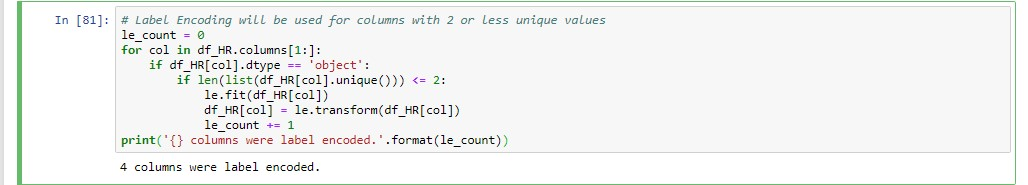 In [81]: # Label Encoding will be used for columns with 2 or less unique values
le_count = 0
for col in df_HR.columns[1:]:
    if df_HR[col].dtype == 'object':
        if len(list(df_HR[col].unique())) <= 2:
            le.fit(df_HR[col])
            df_HR[col] = le.transform(df_HR[col])
            le_count += 1
print('{} columns were label encoded.'.format(le_count))
4 columns were label encoded.